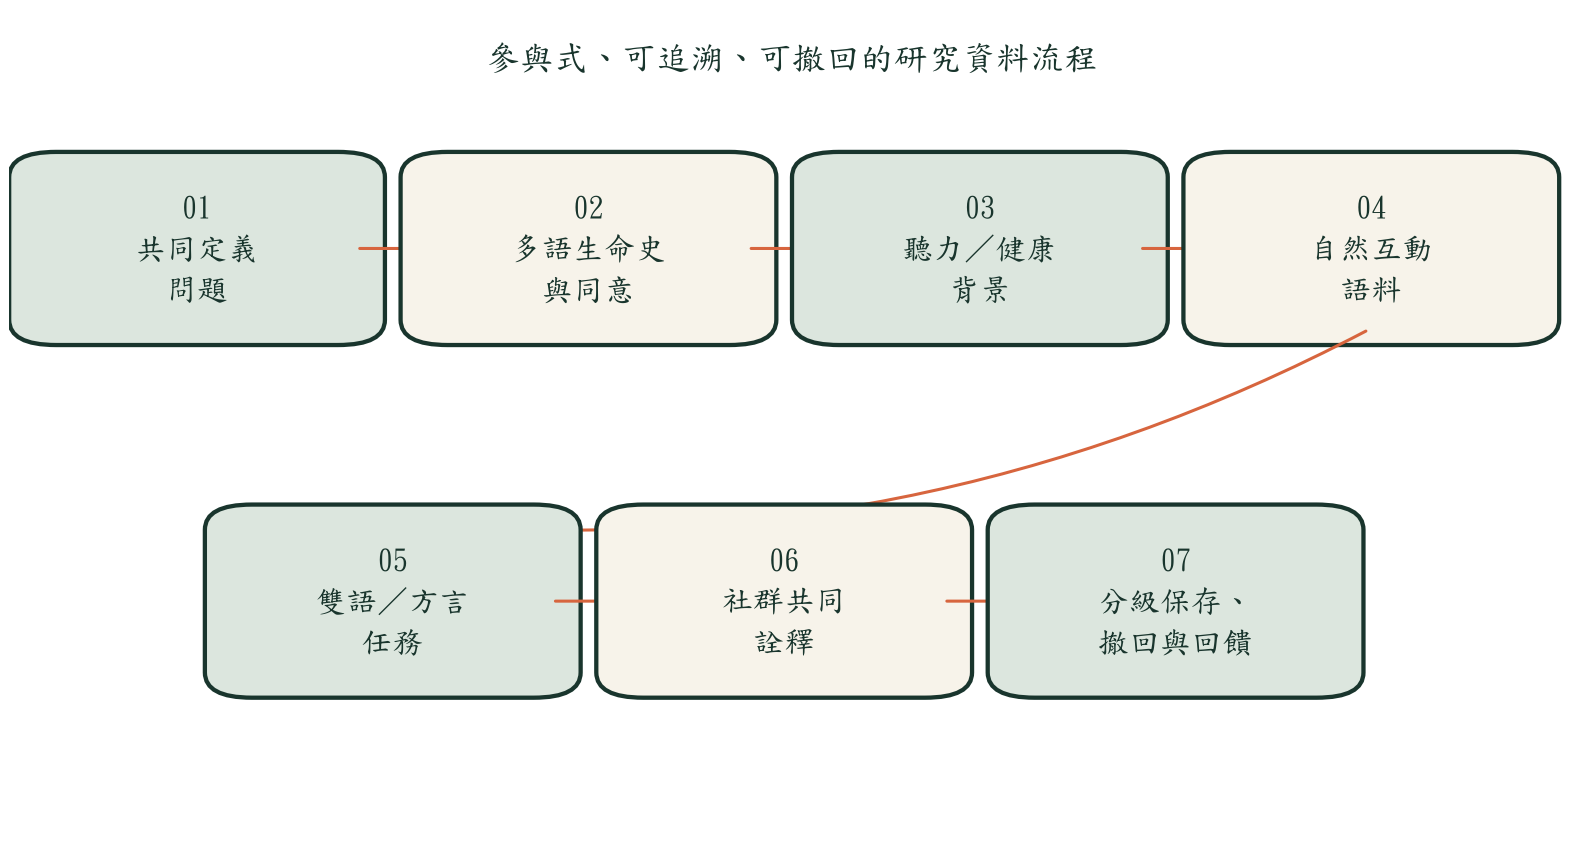 參與式、可追溯、可撤回的研究資料流程
01
共同定義
問題
02
多語生命史
與同意
03
聽力／健康
背景
04
自然互動
語料
05
雙語／方言
任務
06
社群共同
詮釋
07
分級保存、
撤回與回饋